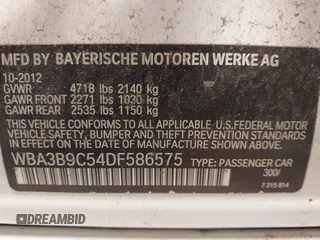 MFD BY BAYERISCHE MOTOREN WERKE AG
10-2012
GVWR 4718 lbs 2140 kg
GAWR FRONT 2271 lbs 1030 kg
GAWR REAR 2535 lbs 1150 kg
THIS VEHICLE CONFORMS TO ALL APPLICABLE
FEDERAL MOTOR VEHICLE SAFETY, BUMPER,
AND THEFT PREVENTION STANDARDS IN EFFECT
ON THE DATE OF MANUFACTURE SHOWN ABOVE.
WBA3B9C54DF586575 TYPE: PASSENGER CAR
300/
7 315 814
RIDERBID